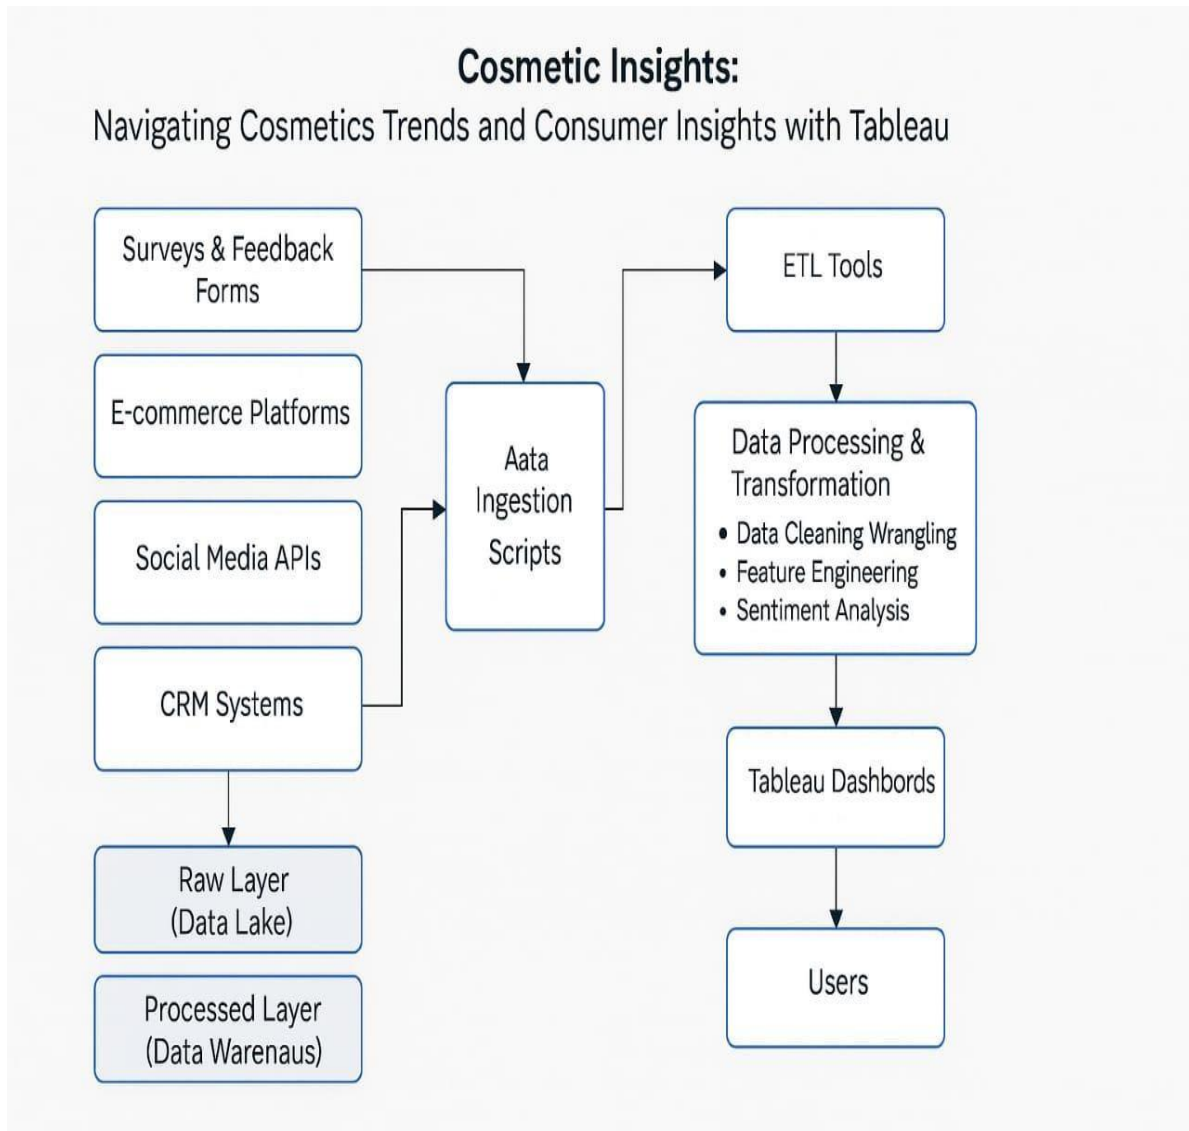 Cosmetic Insights:
Navigating Cosmetics Trends and Consumer Insights with Tableau
Surveys & Feedback
Forms
E-commerce Platforms
Social Media APIs
CRM Systems
Raw Layer
(Data Lake)
Processed Layer
(Data Warenaus)
Aata
Ingestion
Scripts
ETL Tools
Data Processing &
Transformation
• Data Cleaning Wrangling
• Feature Engineering
• Sentiment Analysis
Tableau Dashbords
Users